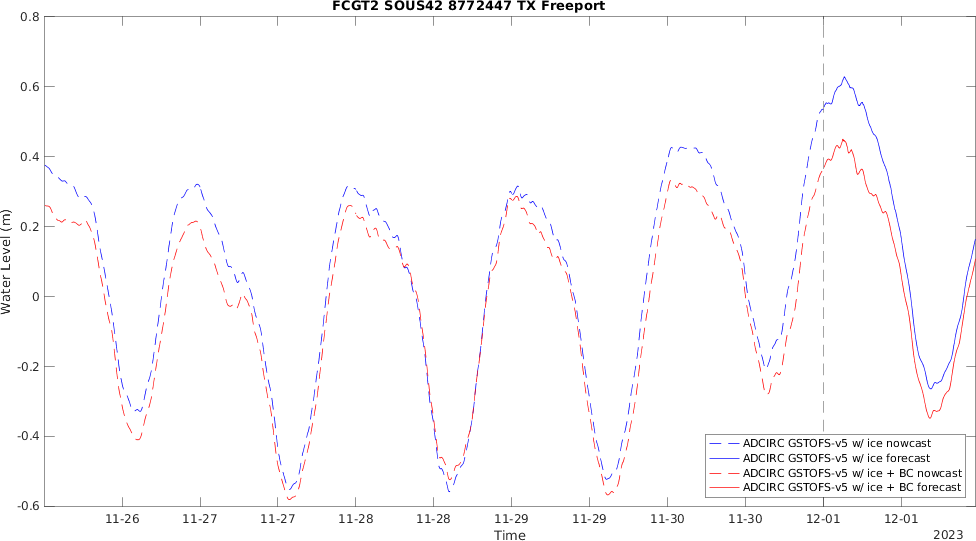 FCGT2 SOUS42 8772447 TX Freeport
0.8
0.6
0.4
0.2
0
-0.2
-0.4
-0.6
Water Level (m)
ADCIRC GSTOFS-v5 w/ ice nowcast
ADCIRC GSTOFS-v5 w/ ice forecast
ADCIRC GSTOFS-v5 w/ ice + BC nowcast
ADCIRC GSTOFS-v5 w/ ice + BC forecast
11-26 11-27 11-27 11-28 11-28 11-29 11-29 11-30 11-30 12-01 12-01
Time
2023